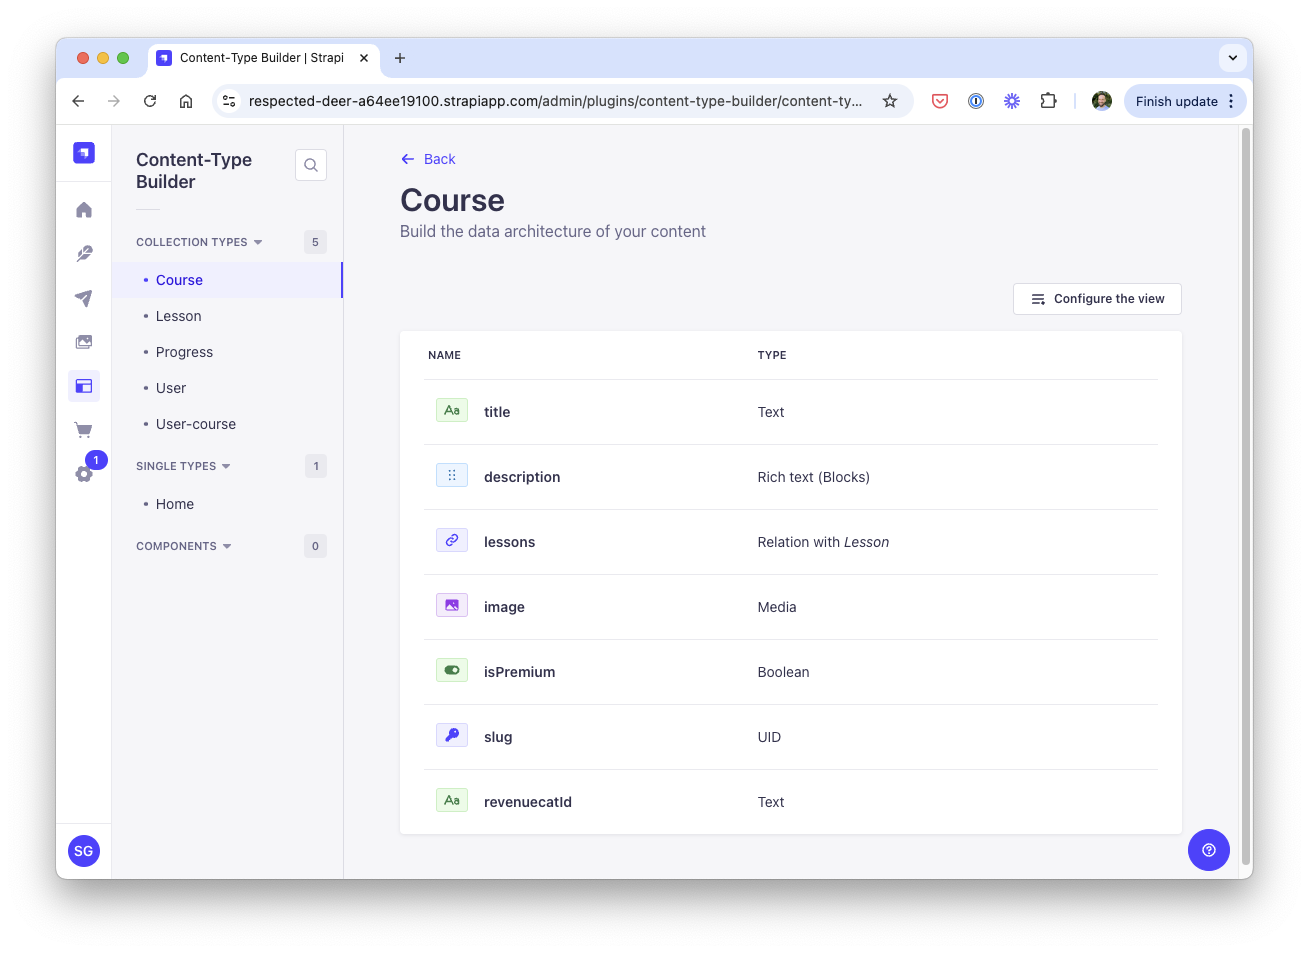 Content-Type Builder | Strapi
respected-deer-a64ee19100.strapiapp.com/admin/plugins/content-type-builder/content-ty...
Finish update
Content-Type
Builder
COLLECTION TYPES 5
Course
Lesson
Progress
User
User-course
SINGLE TYPES 1
Home
COMPONENTS 0
1
SG
Back
Course
Build the data architecture of your content
Configure the view
NAME TYPE
Aa title Text
description Rich text (Blocks)
lessons Relation with Lesson
image Media
isPremium Boolean
slug UID
Aa revenuecatId Text